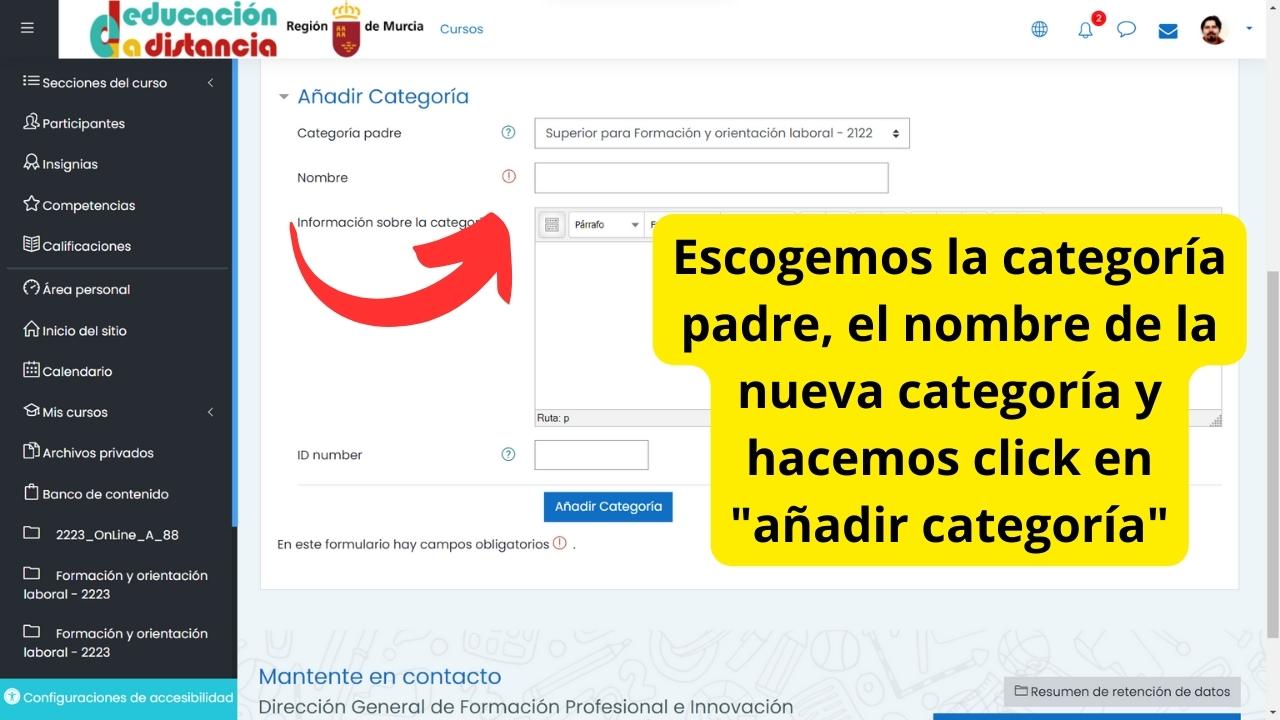 educación
a distancia
Región de Murcia
Cursos
2
Secciones del curso
Participantes
Insignias
Competencias
Calificaciones
Área personal
Inicio del sitio
Calendario
Mis cursos
Archivos privados
Banco de contenido
2223_OnLine_A_88
Formación y orientación
laboral - 2223
Formación y orientación
laboral - 2223
Configuraciones de accesibilidad
Añadir Categoría
Categoría padre
Superior para Formación y orientación laboral - 2122
Nombre
Información sobre la
Párrafo
Ruta: p
ID number
Añadir Categoría
En este formulario hay campos obligatorios .
Escogemos la categoría
padre, el nombre de la
nueva categoría y
hacemos click en
"añadir categoría"
Mantente en contacto
Dirección General de Formación Profesional e Innovación
Resumen de retención de datos